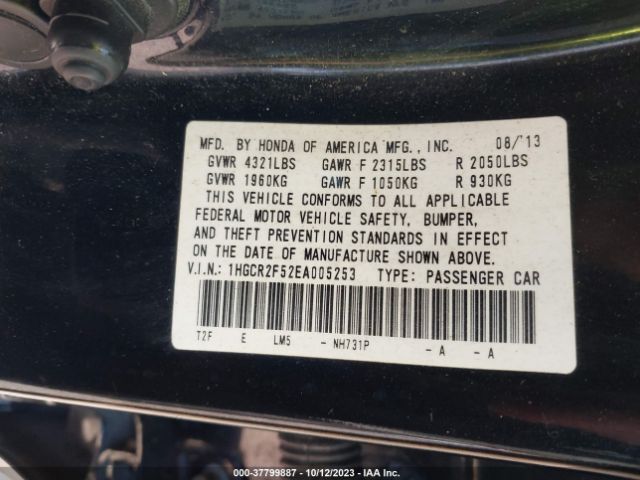 MFD. BY HONDA OF AMERICA MFG., INC. 08/'13
GVWR 4321LBS GAWR F 2315LBS R 2050LBS
GVWR 1960KG GAWR F 1050KG R 930KG
THIS VEHICLE CONFORMS TO ALL APPLICABLE
FEDERAL MOTOR VEHICLE SAFETY, BUMPER,
AND THEFT PREVENTION STANDARDS IN EFFECT
ON THE DATE OF MANUFACTURE SHOWN ABOVE.
V.I.N.: 1HGCR2F52EA005253 TYPE: PASSENGER CAR
T2F E LM5 - NH731P - A - A
000-37799887 - 10/12/2023 - IAA Inc.